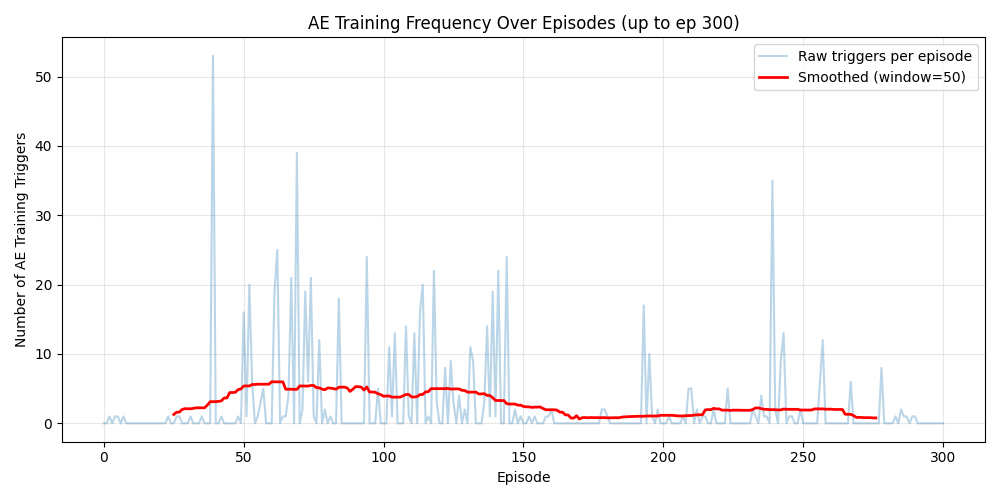 AE Training Frequency Over Episodes (up to ep 300)
Raw triggers per episode
Smoothed (window=50)
Number of AE Training Triggers
50
40
30
20
10
0
0 50 100 150 200 250 300
Episode